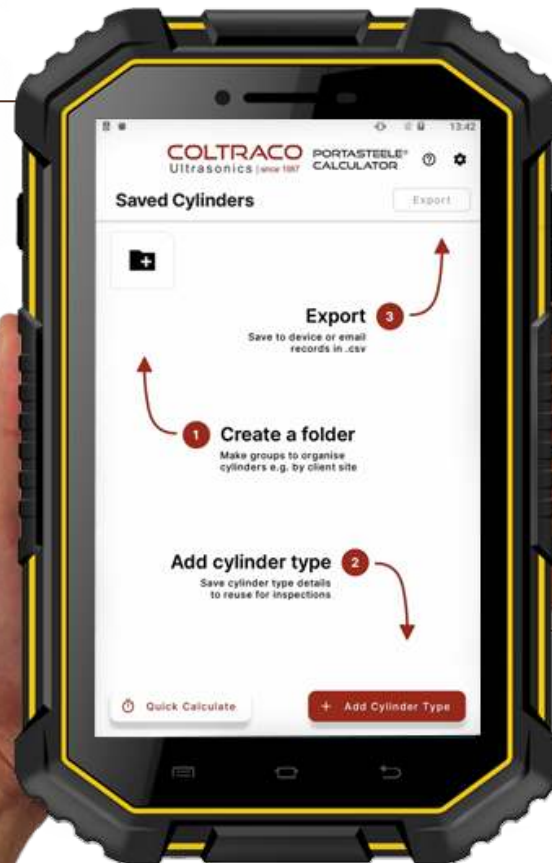 13:42
COLTRACO
Ultrasonics | since 1987
PORTASTEELE®
CALCULATOR
Saved Cylinders
Export
Export 3
Save to device or email
records in .csv
1 Create a folder
Make groups to organise
cylinders e.g. by client site
Add cylinder type 2
Save cylinder type details
to reuse for inspections
Quick Calculate
+ Add Cylinder Type